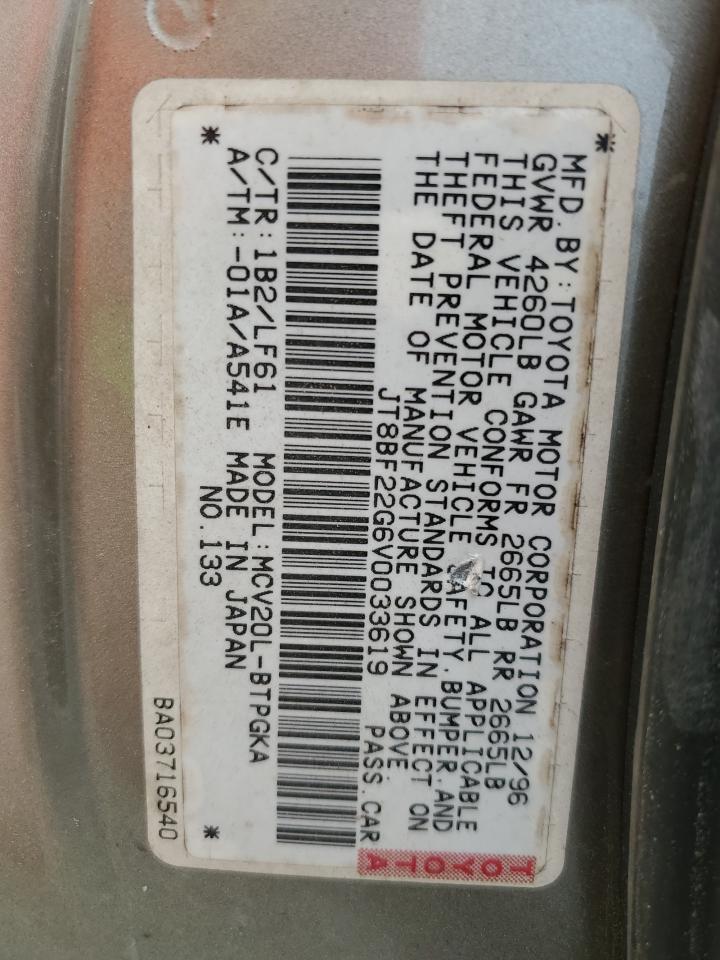 MFD.BY:TOYOTA MOTOR CORPORATION 12/96
GVWR 4260LB GAWR FR 2665LB RR 2665LB
THIS VEHICLE CONFORMS TO ALL APPLICABLE
FEDERAL MOTOR VEHICLE SAFETY,BUMPER,AND
THEFT PREVENTION STANDARDS IN EFFECT ON
THE DATE OF MANUFACTURE SHOWN ABOVE.
JT8BF22G6V0033619 PASS.CAR
C/TR:1B2/LF61 MODEL:MCV20L-BTPGKA
A/TM:-01A/A541E MADE IN JAPAN
NO.133
TOYOTA
BA03716540